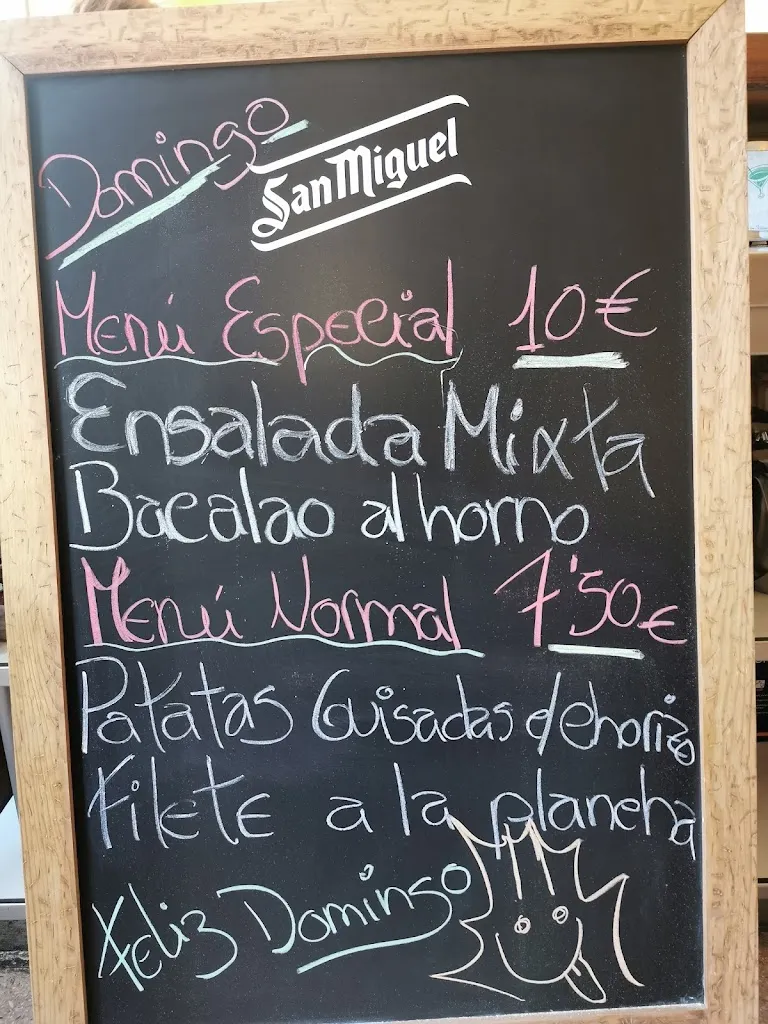 Domingo
San Miguel
Menú Especial 10€
Ensalada Mixta
Bacalao al horno
Menú Normal 7'50€
Patatas Guisadas d/chorizo
Filete a la plancha
Feliz Domingo